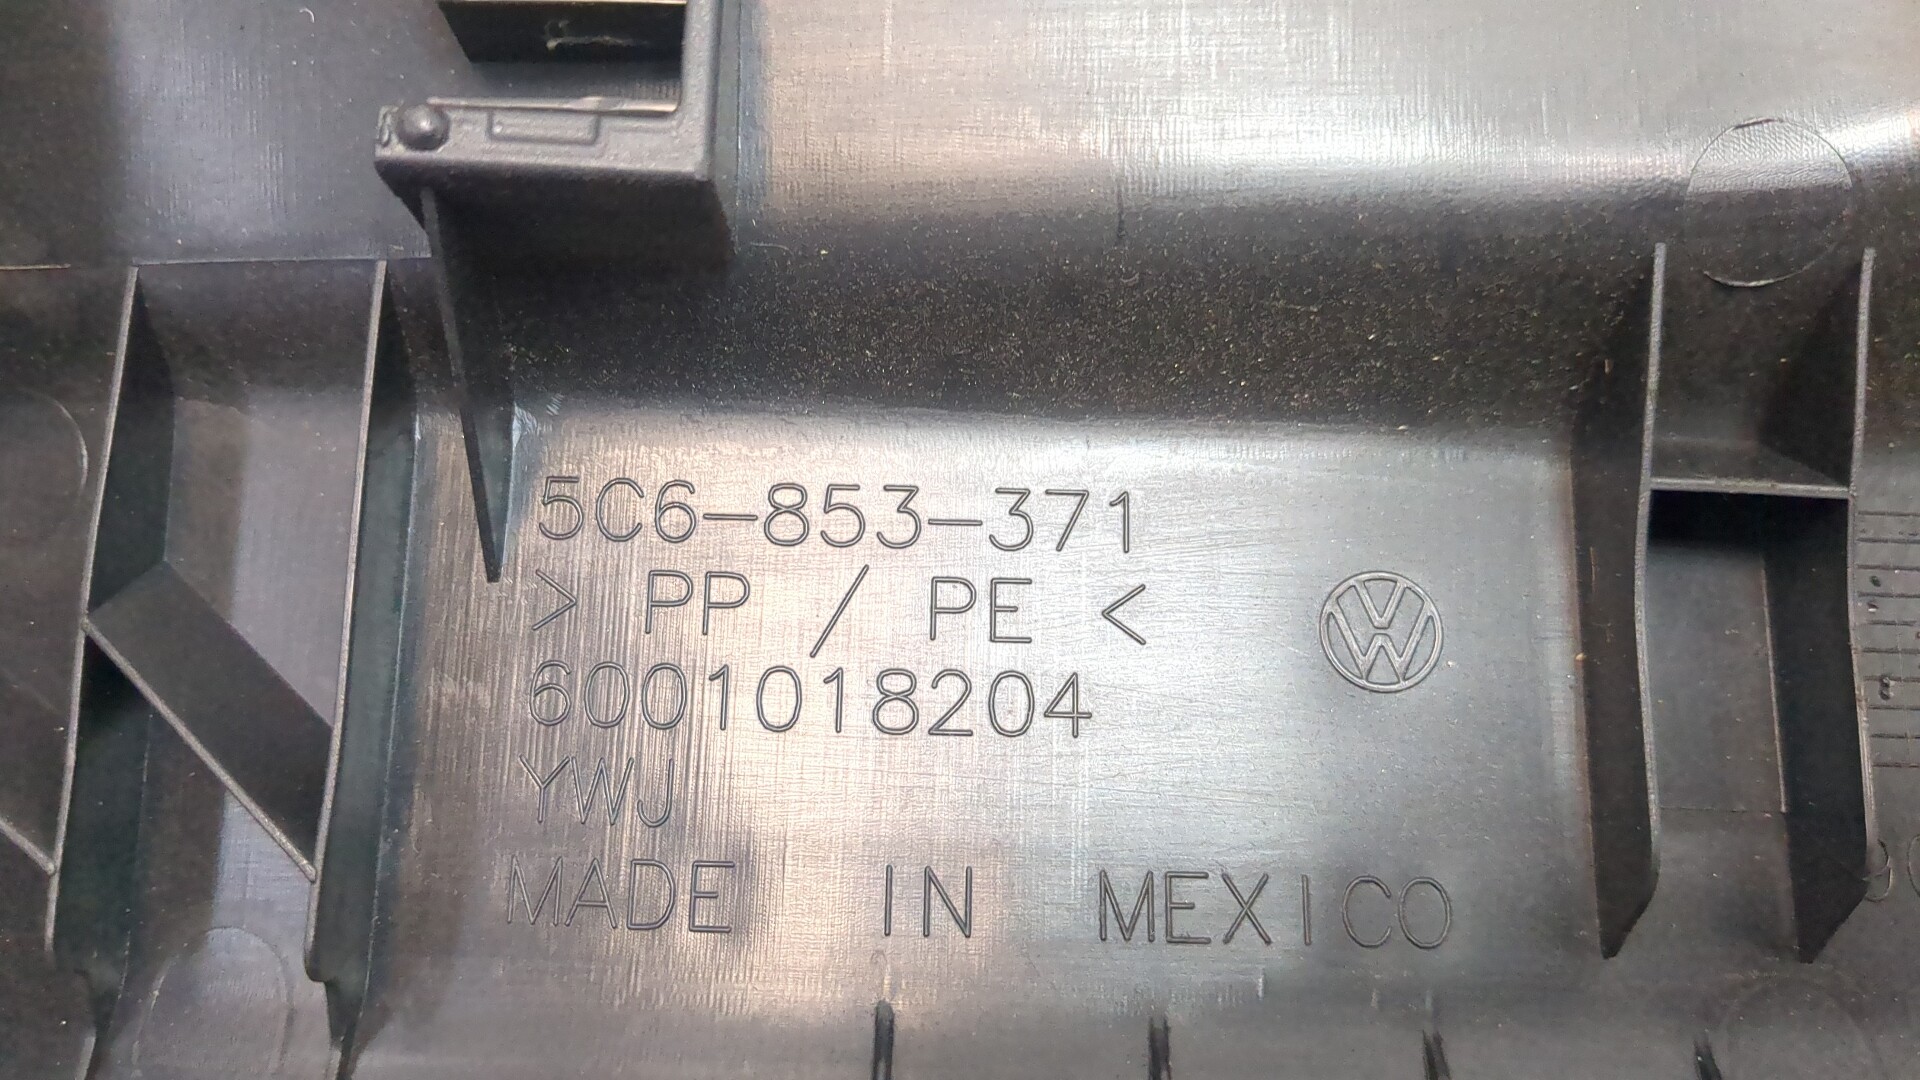 5C6-853-371
> PP / PE <
6001018204
YWJ
MADE IN MEXICO